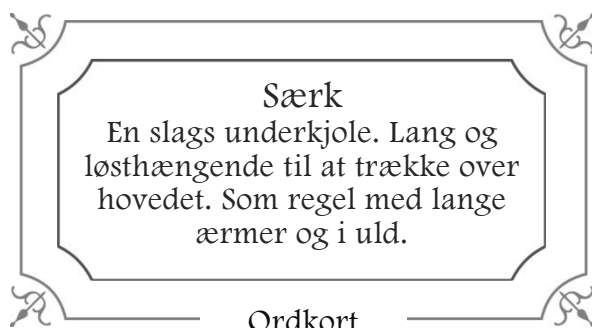 Særk
En slags underkjole. Lang og
løsthængende til at trække over
hovedet. Som regel med lange
ærmer og i uld.
Ordkort